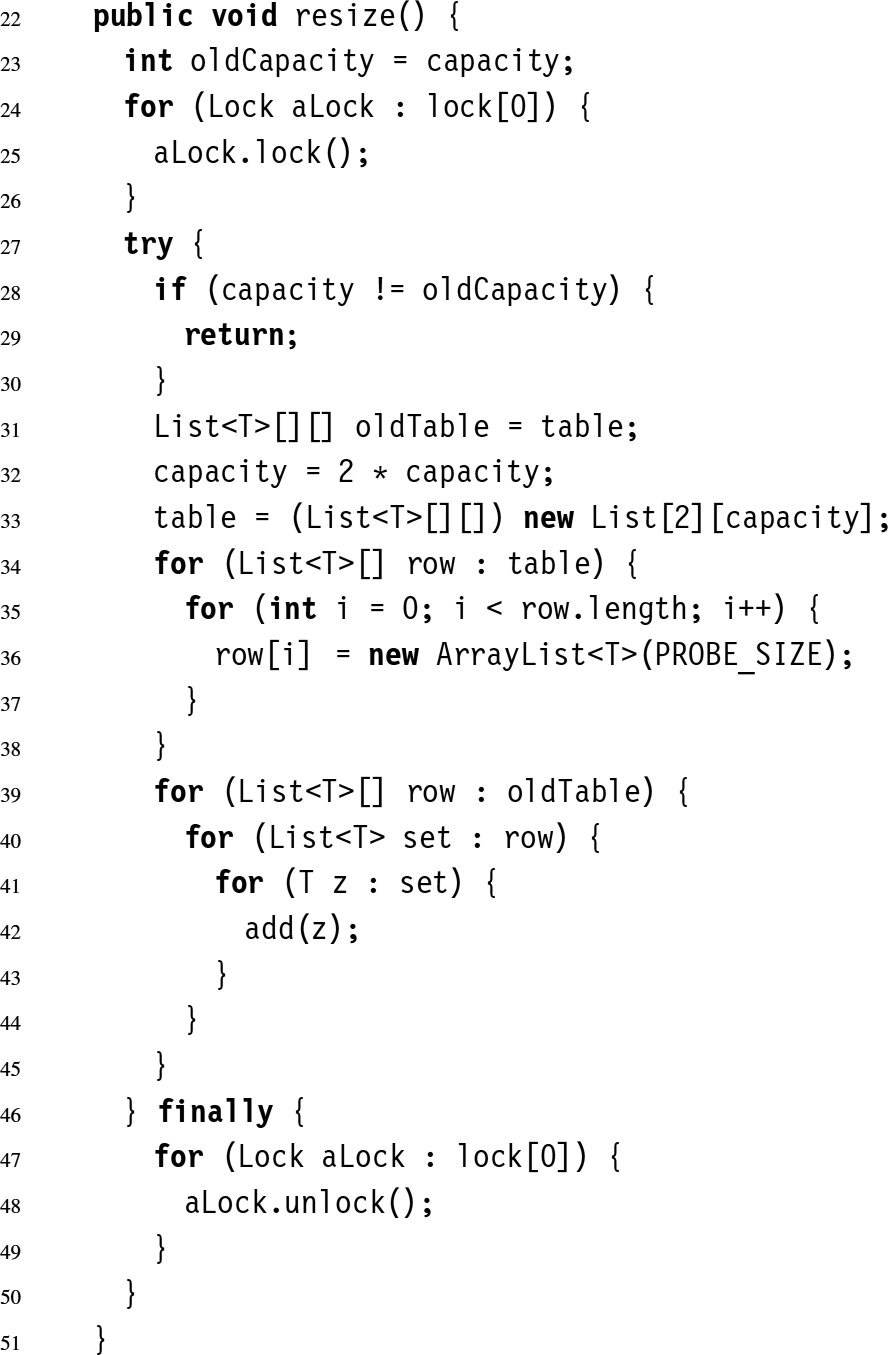 22 public void resize() {
23 int oldCapacity = capacity;
24 for (Lock aLock : lock[0]) {
25 aLock.lock();
26 }
27 try {
28 if (capacity != oldCapacity) {
29 return;
30 }
31 List<T>[][] oldTable = table;
32 capacity = 2 * capacity;
33 table = (List<T>[][]) new List[2][capacity];
34 for (List<T>[] row : table) {
35 for (int i = 0; i < row.length; i++) {
36 row[i] = new ArrayList<T>(PROBE_SIZE);
37 }
38 }
39 for (List<T>[] row : oldTable) {
40 for (List<T> set : row) {
41 for (T z : set) {
42 add(z);
43 }
44 }
45 }
46 } finally {
47 for (Lock aLock : lock[0]) {
48 aLock.unlock();
49 }
50 }
51 }